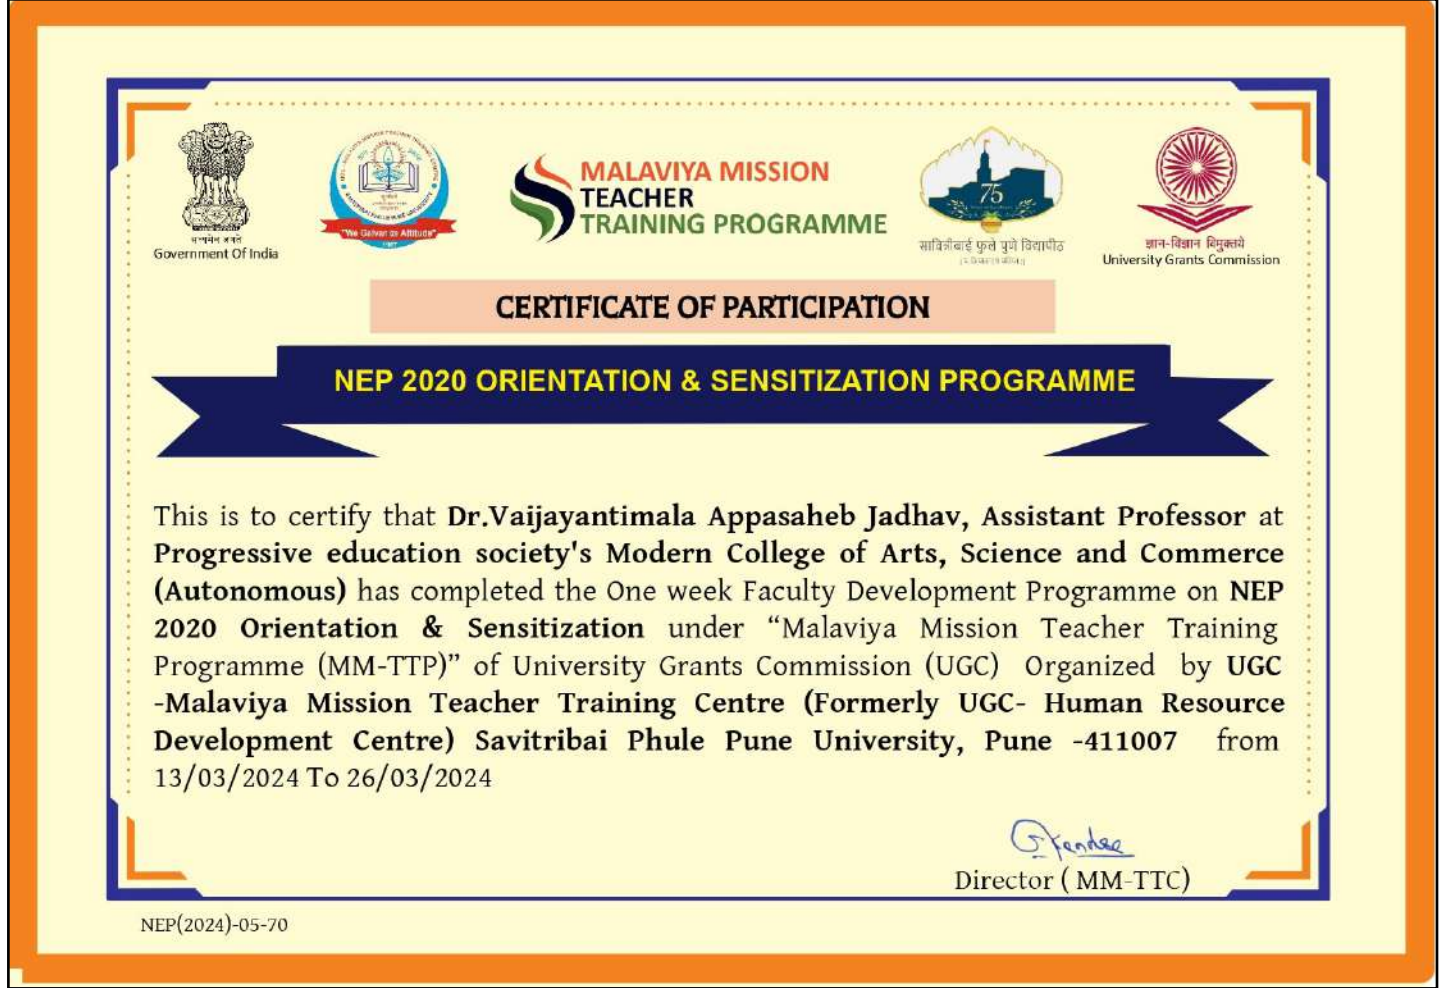 सत्यमेव जयते
Government Of India
"We Galvanize Attitude"
MALAVIYA MISSION
TEACHER
TRAINING PROGRAMME
75
सावित्रीबाई फुले पुणे विद्यापीठ
ज्ञान-विज्ञान विमुक्तये
University Grants Commission
CERTIFICATE OF PARTICIPATION
NEP 2020 ORIENTATION & SENSITIZATION PROGRAMME
This is to certify that Dr.Vaijayantimala Appasaheb Jadhav, Assistant Professor at
Progressive education society's Modern College of Arts, Science and Commerce
(Autonomous) has completed the One week Faculty Development Programme on NEP
2020 Orientation & Sensitization under “Malaviya Mission Teacher Training
Programme (MM-TTP)” of University Grants Commission (UGC) Organized by UGC
-Malaviya Mission Teacher Training Centre (Formerly UGC- Human Resource
Development Centre) Savitribai Phule Pune University, Pune -411007 from
13/03/2024 To 26/03/2024
Director ( MM-TTC)
NEP(2024)-05-70